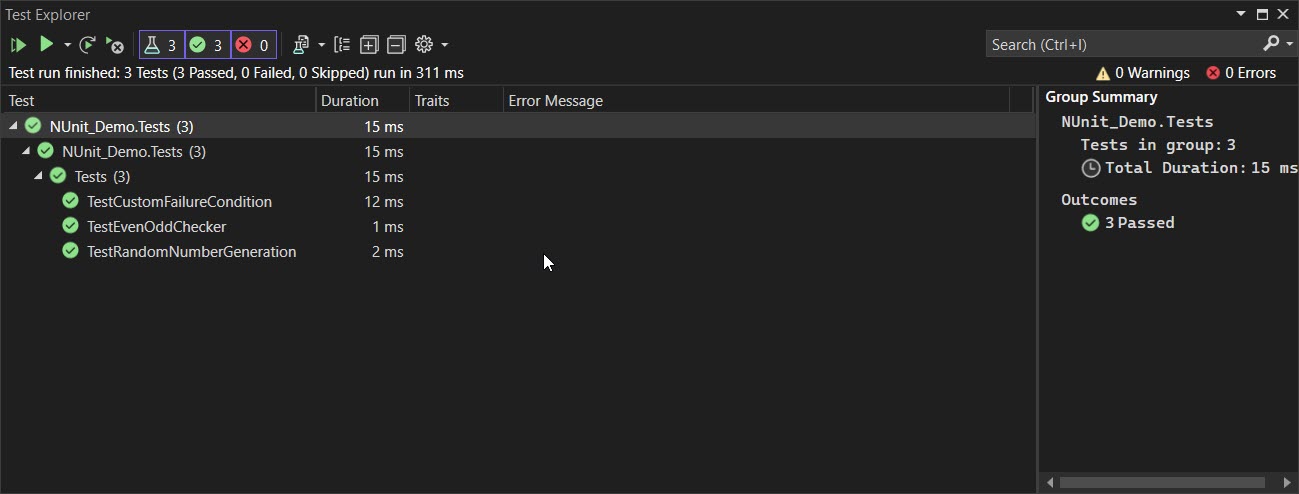 Test Explorer
3 3 0
Search (Ctrl+I)
Test run finished: 3 Tests (3 Passed, 0 Failed, 0 Skipped) run in 311 ms
0 Warnings 0 Errors
Test Duration Traits Error Message
NUnit_Demo.Tests (3) 15 ms
NUnit_Demo.Tests (3) 15 ms
Tests (3) 15 ms
TestCustomFailureCondition 12 ms
TestEvenOddChecker 1 ms
TestRandomNumberGeneration 2 ms
Group Summary
NUnit_Demo.Tests
Tests in group: 3
Total Duration: 15 ms
Outcomes
3 Passed